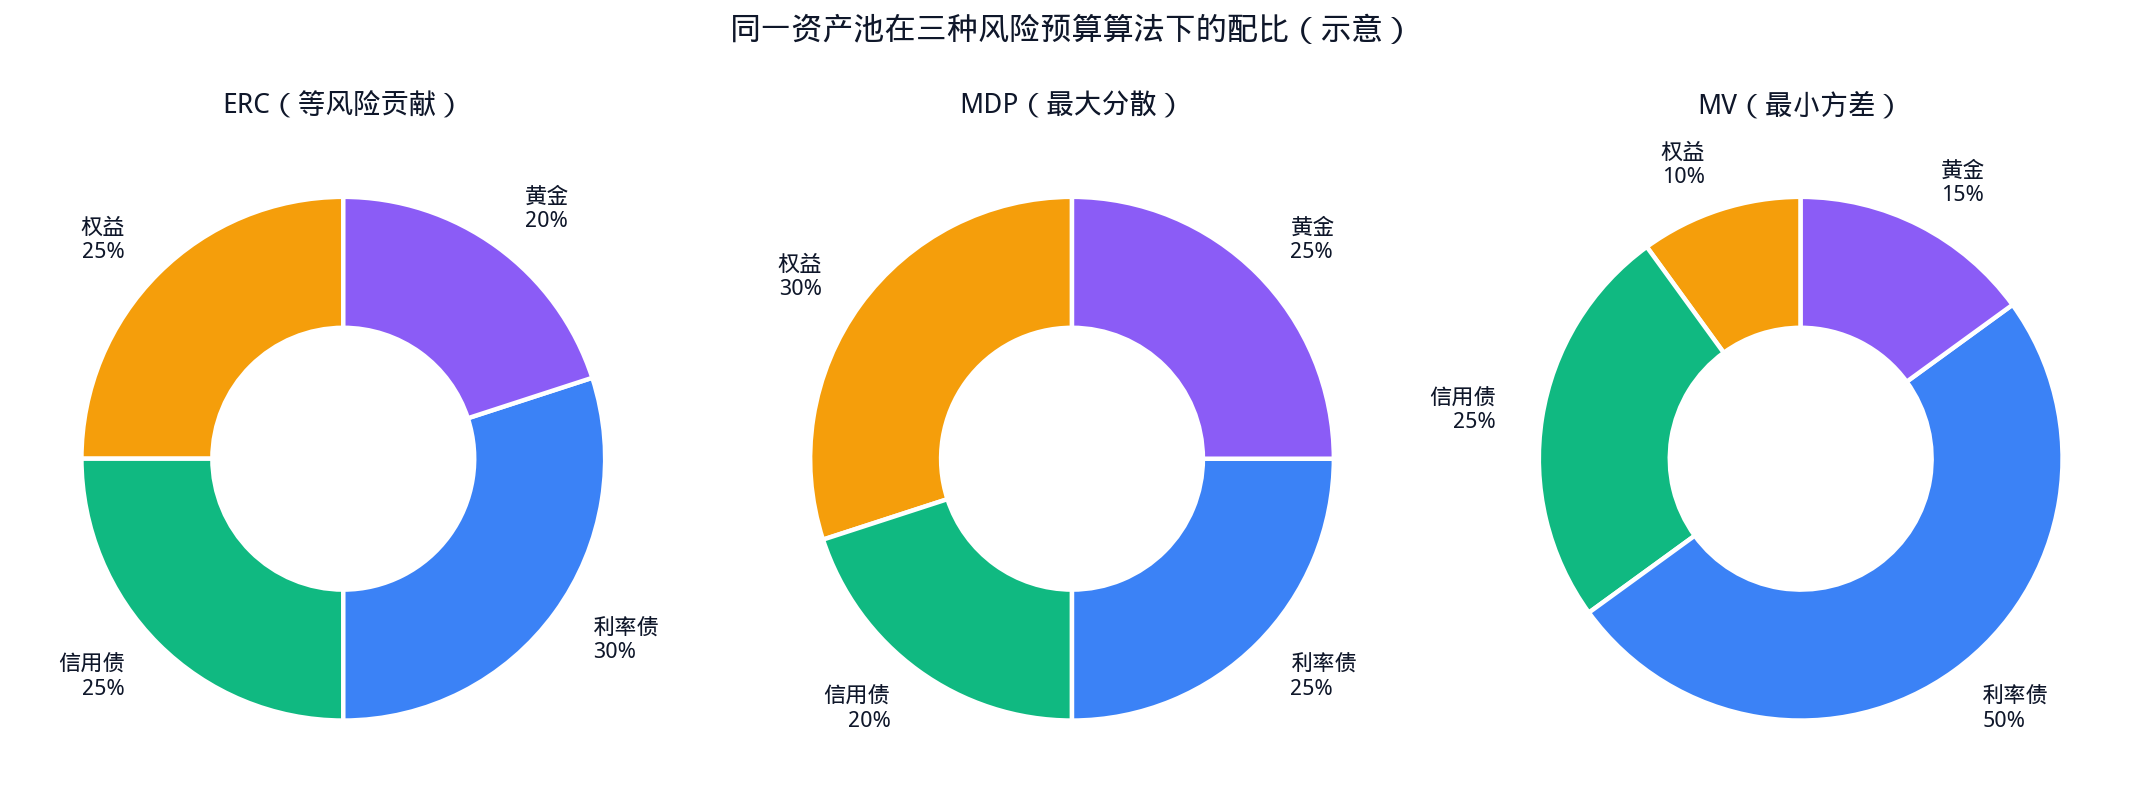 同一资产池在三种风险预算算法下的配比（示意）
ERC（等风险贡献）
权益
25%
黄金
20%
信用债
25%
利率债
30%
MDP（最大分散）
权益
30%
黄金
25%
信用债
20%
利率债
25%
MV（最小方差）
权益
10%
黄金
15%
信用债
25%
利率债
50%